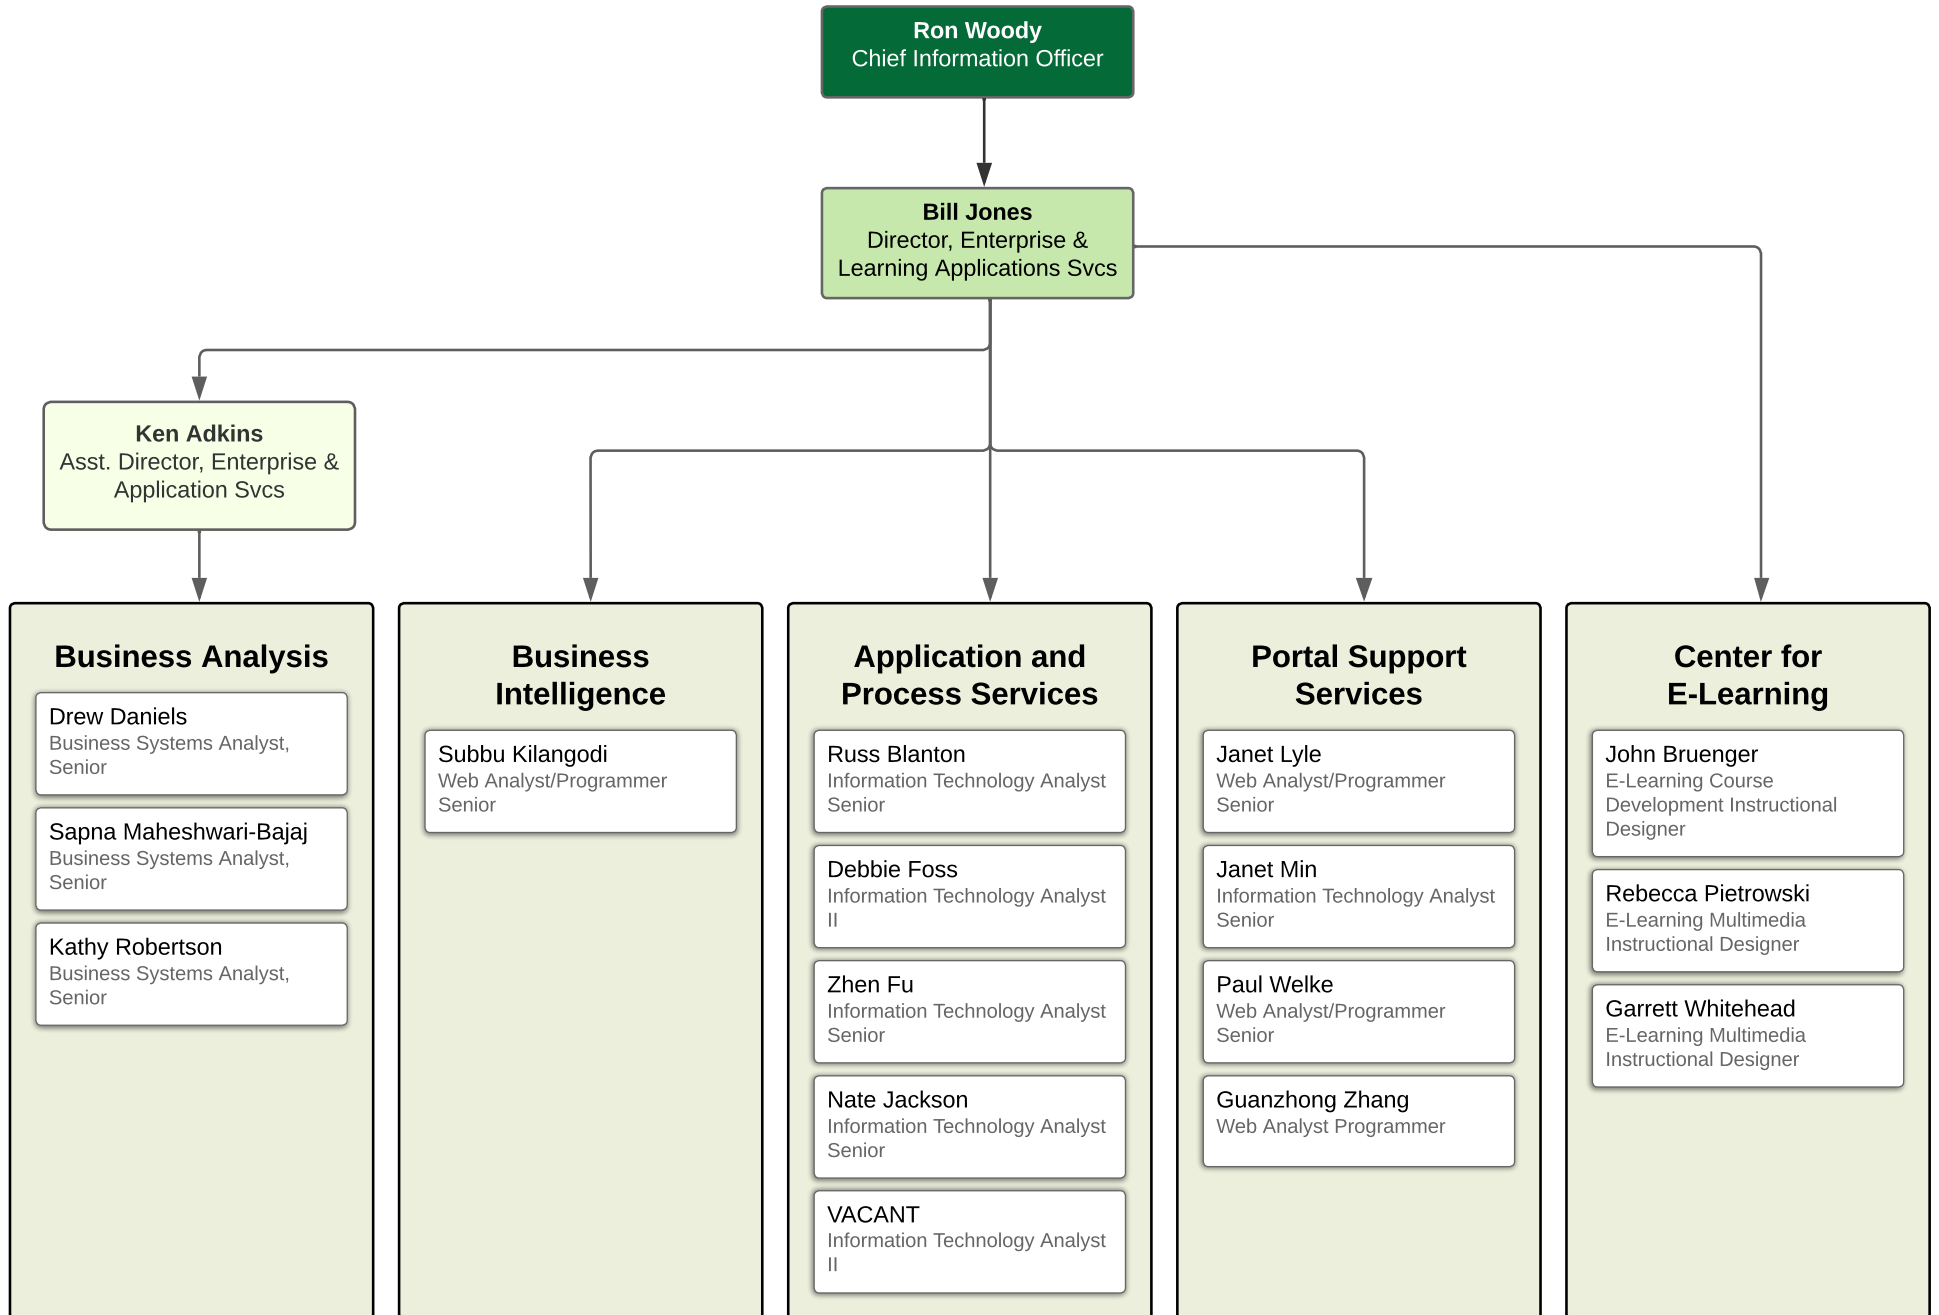 Ron Woody
Chief Information Officer
Bill Jones
Director, Enterprise &
Learning Applications Svcs
Ken Adkins
Asst. Director, Enterprise &
Application Svcs
Business Analysis
Drew Daniels
Business Systems Analyst,
Senior
Sapna Maheshwari-Bajaj
Business Systems Analyst,
Senior
Kathy Robertson
Business Systems Analyst,
Senior
Business
Intelligence
Subbu Kilangodi
Web Analyst/Programmer
Senior
Application and
Process Services
Russ Blanton
Information Technology Analyst
Senior
Debbie Foss
Information Technology Analyst
II
Zhen Fu
Information Technology Analyst
Senior
Nate Jackson
Information Technology Analyst
Senior
VACANT
Information Technology Analyst
II
Portal Support
Services
Janet Lyle
Web Analyst/Programmer
Senior
Janet Min
Information Technology Analyst
Senior
Paul Welke
Web Analyst/Programmer
Senior
Guanzhong Zhang
Web Analyst Programmer
Center for
E-Learning
John Bruenger
E-Learning Course
Development Instructional
Designer
Rebecca Pietrowski
E-Learning Multimedia
Instructional Designer
Garrett Whitehead
E-Learning Multimedia
Instructional Designer